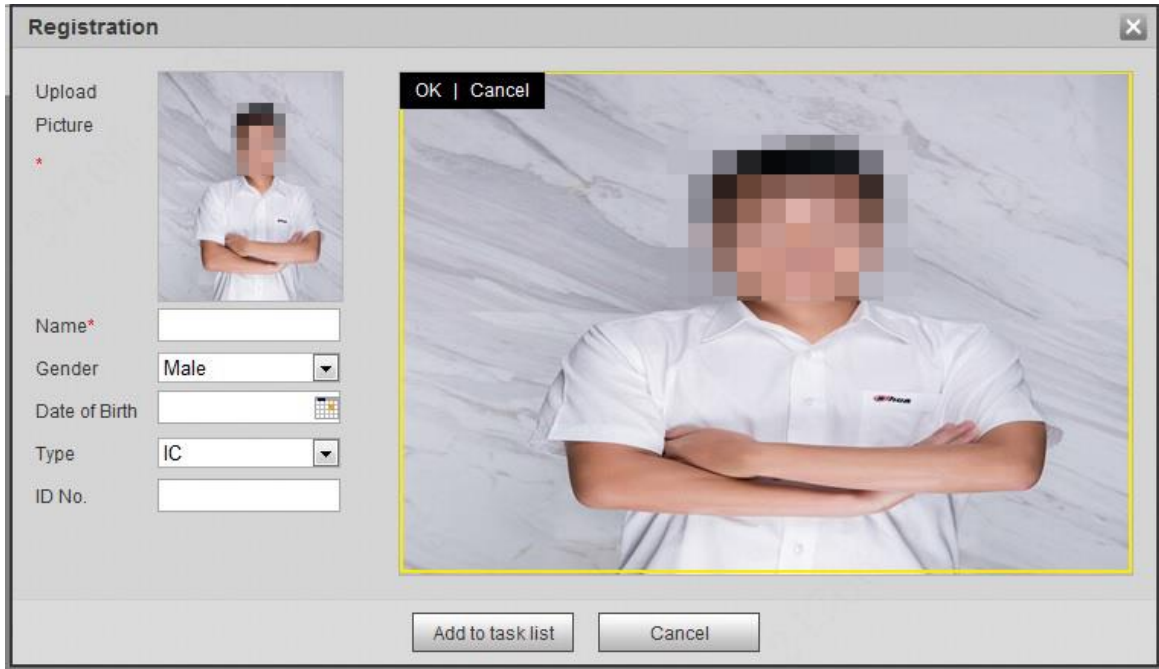 Registration
Upload
Picture
*
OK | Cancel
Name*
Gender
Male
Date of Birth
Type
IC
ID No.
Add to task list
Cancel